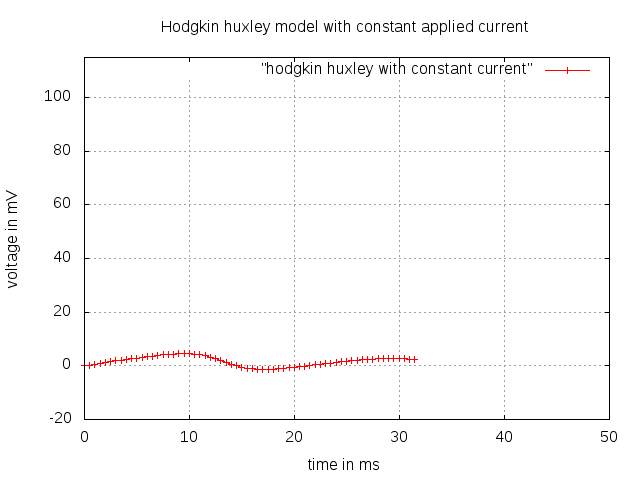 Hodgkin huxley model with constant applied current
"hodgkin huxley with constant current"
100
80
60
40
20
0
-20
voltage in mV
0 10 20 30 40 50
time in ms